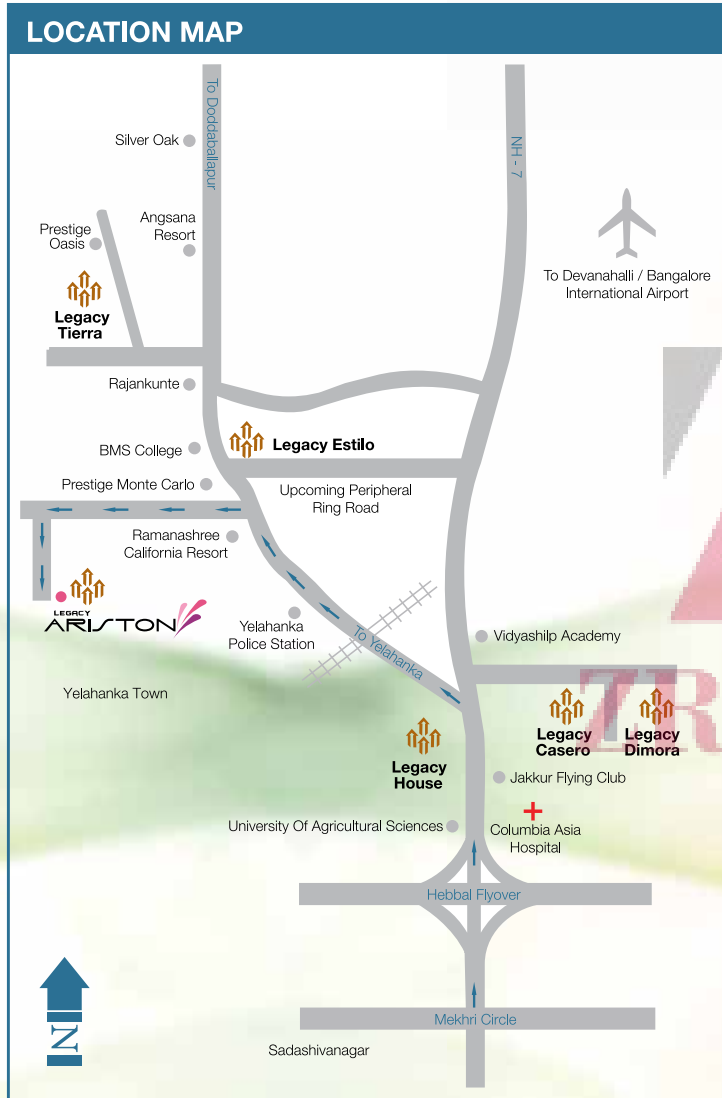 LOCATION MAP
To Doddaballapur
NH - 7
Silver Oak
Angsana
Resort
Prestige
Oasis
To Devanahalli / Bangalore
International Airport
Legacy
Tierra
Rajankunte
BMS College
Legacy Estilo
Prestige Monte Carlo
Upcoming Peripheral
Ring Road
Ramanashree
California Resort
LEGACY
ARISTON
Yelahanka
Police Station
To Yelahanka
Vidyashilp Academy
Yelahanka Town
ZR
Legacy
Casero
Legacy
Dimora
Legacy
House
Jakkur Flying Club
University Of Agricultural Sciences
Columbia Asia
Hospital
Hebbal Flyover
Mekhri Circle
Sadashivanagar
N